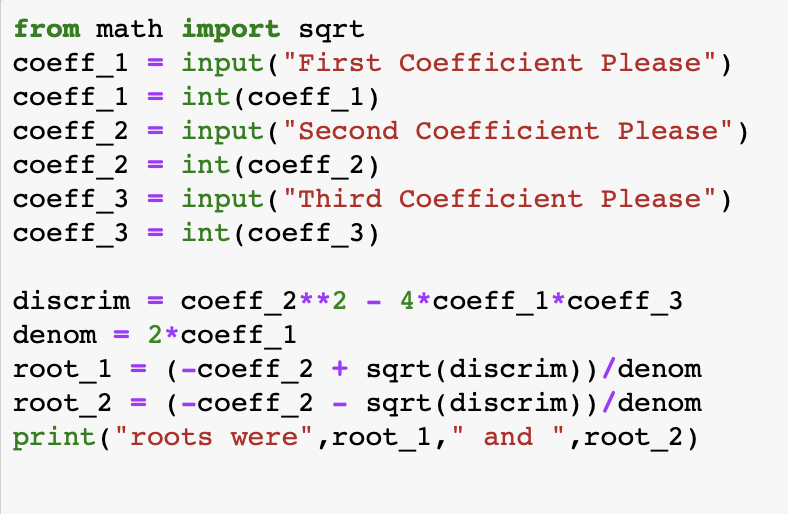 from math import sqrt
coeff_1 = input("First Coefficient Please")
coeff_1 = int(coeff_1)
coeff_2 = input("Second Coefficient Please")
coeff_2 = int(coeff_2)
coeff_3 = input("Third Coefficient Please")
coeff_3 = int(coeff_3)

discrim = coeff_2**2 - 4*coeff_1*coeff_3
denom = 2*coeff_1
root_1 = (-coeff_2 + sqrt(discrim))/denom
root_2 = (-coeff_2 - sqrt(discrim))/denom
print("roots were",root_1," and ",root_2)